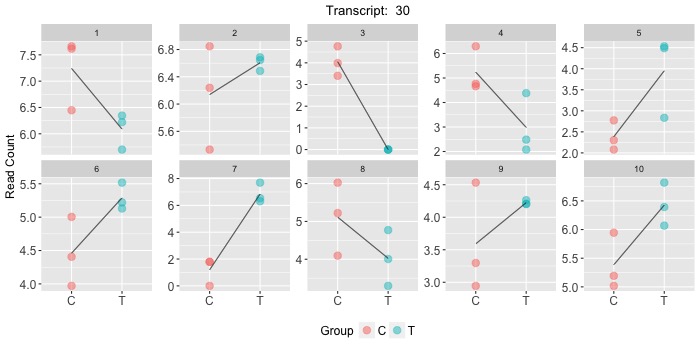 Transcript: 30
1 2 3 4 5
7.5 7.0 6.5 6.0
6.8 6.4 6.0 5.6
5 4 3 2 1 0
6 5 4 3 2
4.5 4.0 3.5 3.0 2.5 2.0
Read Count
6 7 8 9 10
5.5 5.0 4.5 4.0
8 6 4 2 0
6 5 4
4.5 4.0 3.5 3.0
6.5 6.0 5.5 5.0
C T C T C T C T C T
Group C T